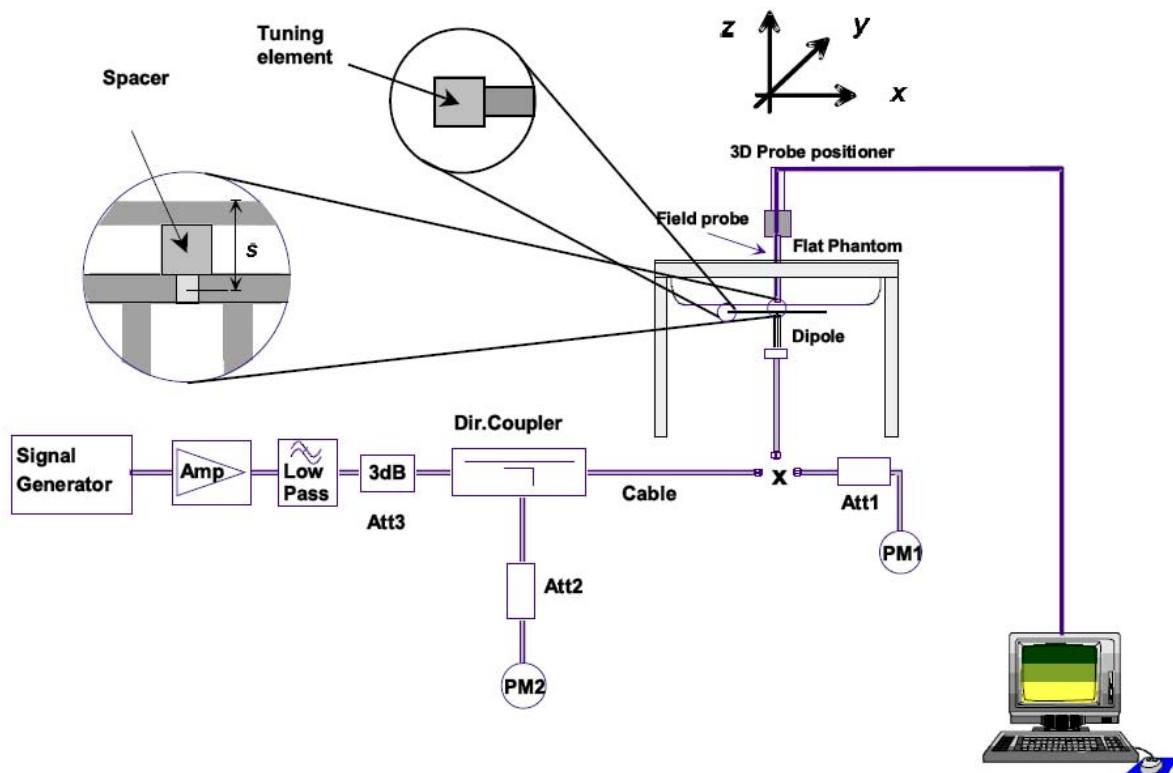 Tuning
element
Spacer
z
y
x
3D Probe positioner
Field probe
Flat Phantom
s
Dipole
Dir.Coupler
Signal
Generator
Amp
Low
Pass
3dB
Att3
Cable
x
Att1
PM1
Att2
PM2